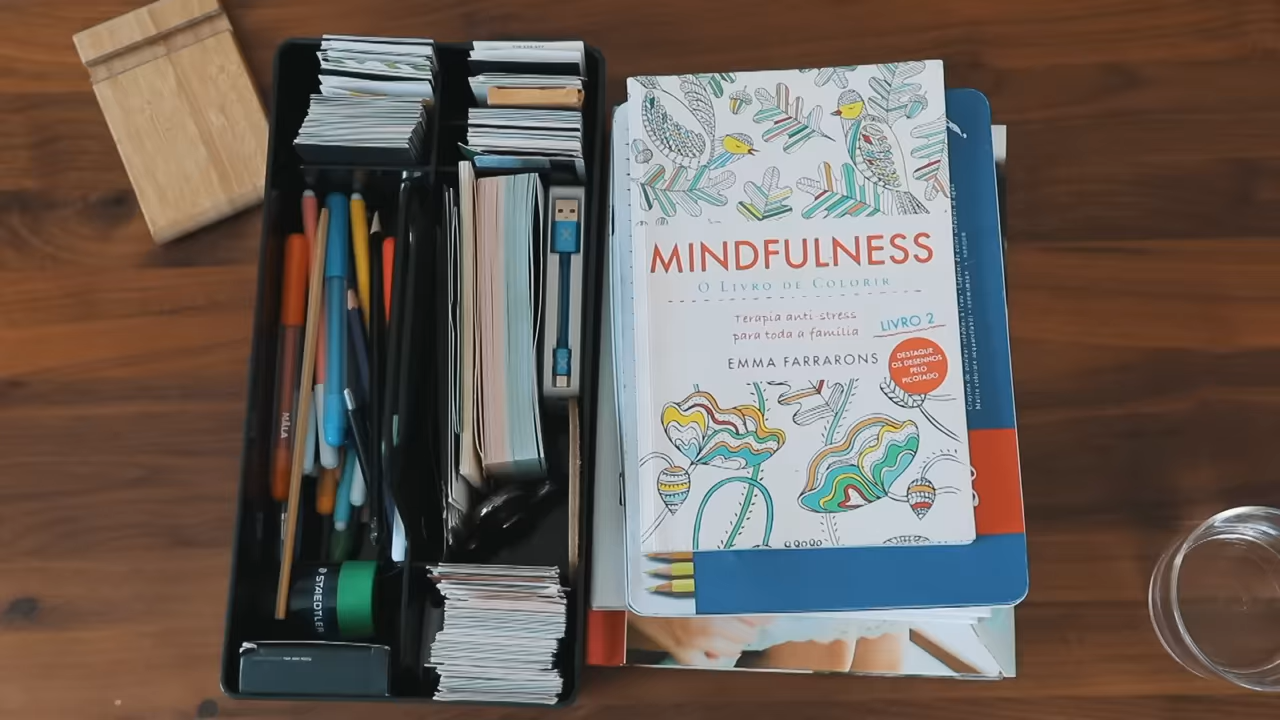 MINDFULNESS
O LIVRO DE COLORIR
Terapia anti-stress
para toda a família
LIVRO 2
EMMA FARRARONS
DESTAQUE
OS DESENHOS
PELO
PICOTADO
MÅLA
STAEDTLER